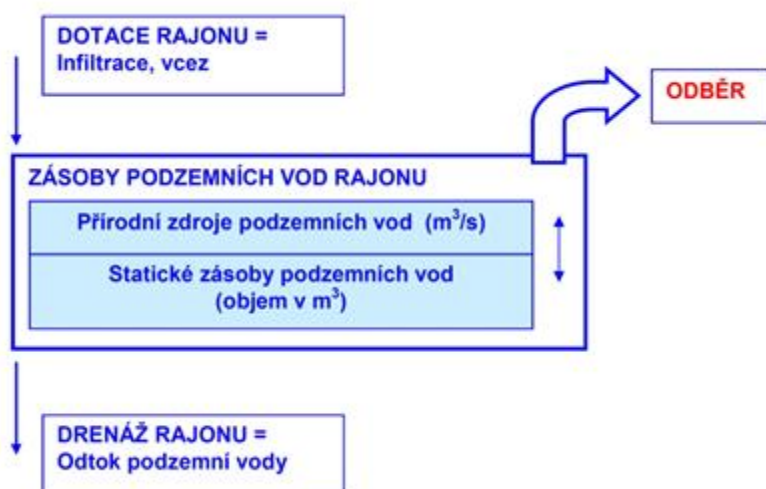 DOTACE RAJONU =
Infiltrace, vcez
ODBĚR
ZÁSOBY PODZEMNÍCH VOD RAJONU
Přírodní zdroje podzemních vod (m³/s)
Statické zásoby podzemních vod
(objem v m³)
DRENÁŽ RAJONU =
Odtok podzemní vody